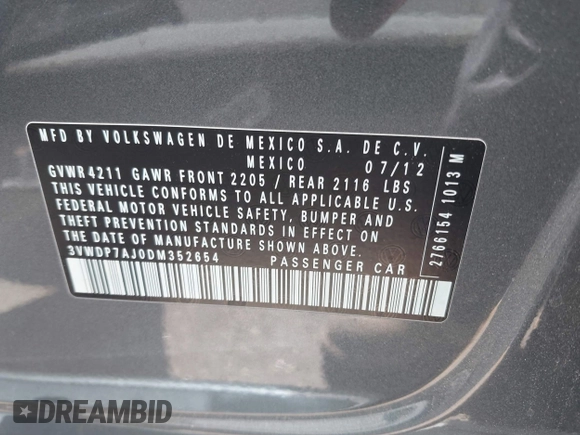 MFD BY VOLKSWAGEN DE MEXICO S.A. DE C.V.
MEXICO 07/12
GVWR4211 GAWR FRONT 2205 / REAR 2116 LBS
THIS VEHICLE CONFORMS TO ALL APPLICABLE U.S.
FEDERAL MOTOR VEHICLE SAFETY, BUMPER AND
THEFT PREVENTION STANDARDS IN EFFECT ON
THE DATE OF MANUFACTURE SHOWN ABOVE.
3VWDP7AJ0DM352654 PASSENGER CAR
2766154 1013 M
DREAMBID